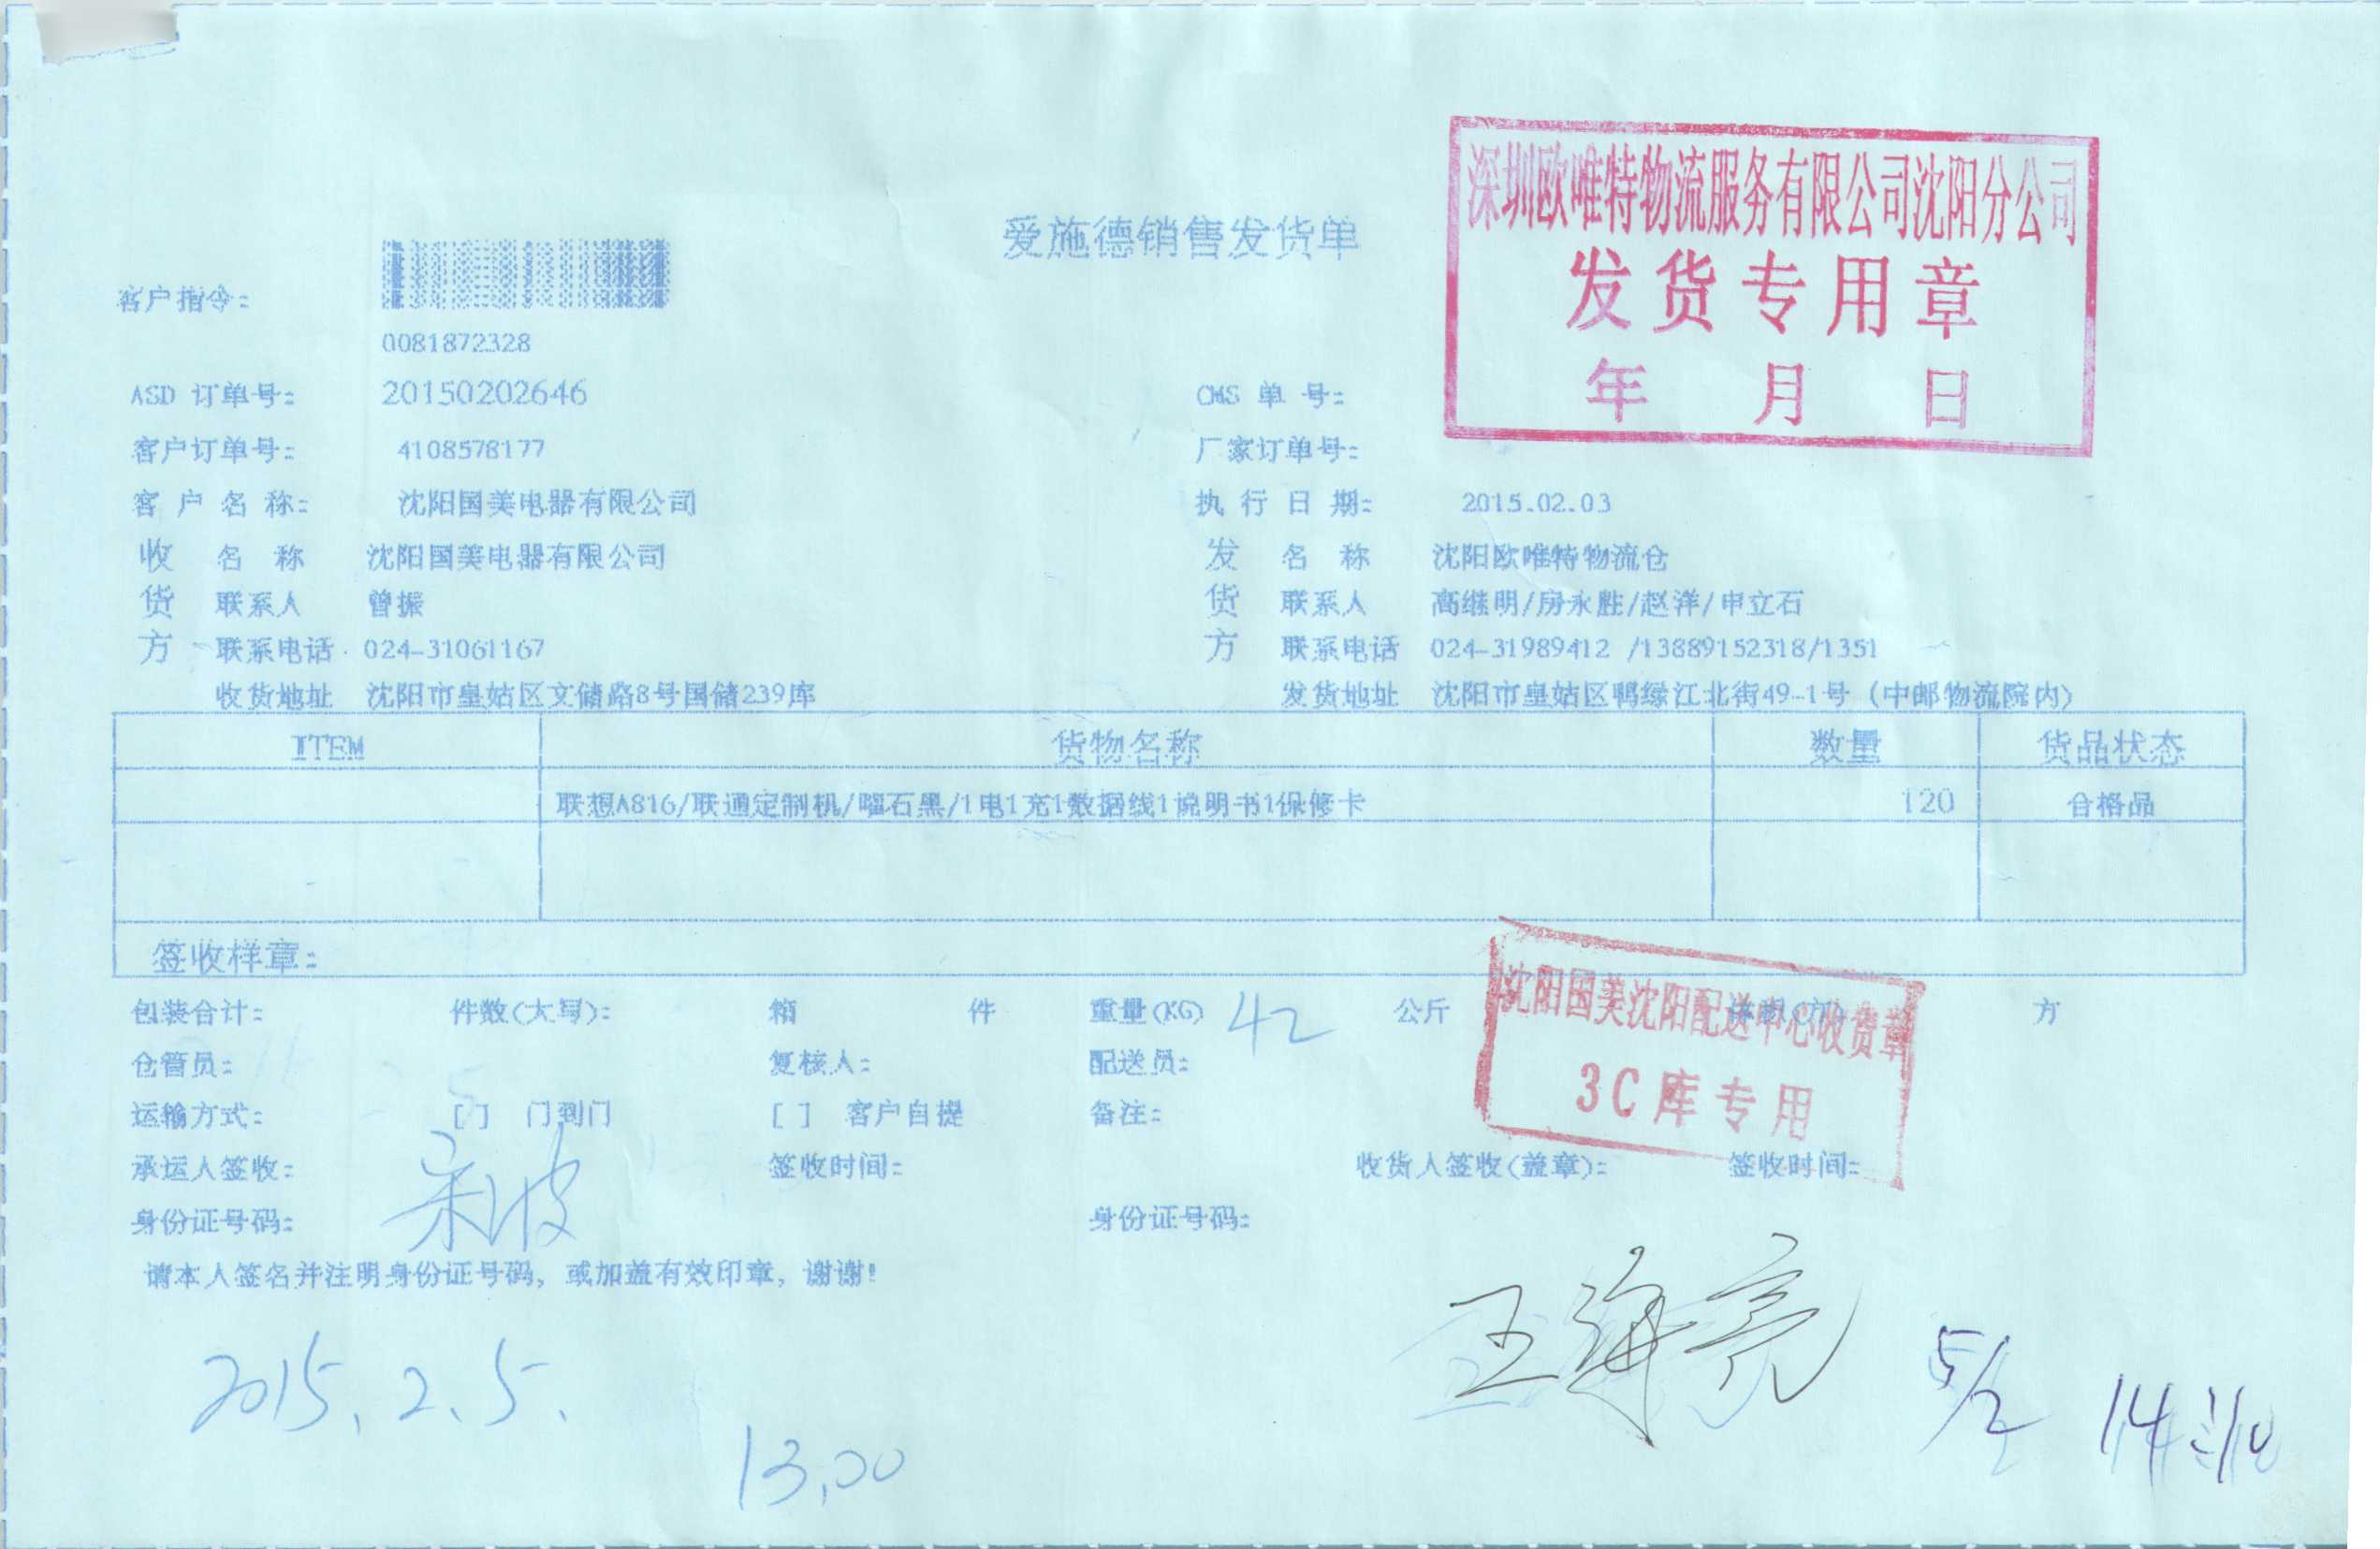 深圳欧唯特物流服务有限公司沈阳分公司
发货专用章
年 月 日
爱施德销售发货单
客户指令:
0081872328
ASD 订单号: 20150202646 CMS 单 号:
客户订单号: 4108578177 厂家订单号:
客 户 名 称: 沈阳国美电器有限公司 执 行 日 期: 2015.02.03
收 名 称 沈阳国美电器有限公司 发 名 称 沈阳欧唯特物流仓
货 联系人 曾振 货 联系人 高继明/房永胜/赵洋/申立石
方 联系电话 024-31061167 方 联系电话 024-31989412 /13889152318/1351
收货地址 沈阳市皇姑区文储路8号国储239库 发货地址 沈阳市皇姑区鸭绿江北街49-1号 (中邮物流院内)
ITEM 货物名称 数量 货品状态
联想A816/联通定制机/曜石黑/1电1充1数据线1说明书1保修卡 120 合格品
签收样章:
包装合计: 件数(大写): 箱 件 重量(KG) 42 公斤 体积(方) 方
沈阳国美沈阳配送中心收货章
3C库专用
仓管员: 复核人: 配送员:
运输方式: [ ] 门到门 [ ] 客户自提 备注:
承运人签收: 宋波 签收时间: 收货人签收(盖章): 签收时间:
身份证号码: 身份证号码:
请本人签名并注明身份证号码, 或加盖有效印章, 谢谢!
王海亮 5/2 14:10
2015.2.5.
13,00